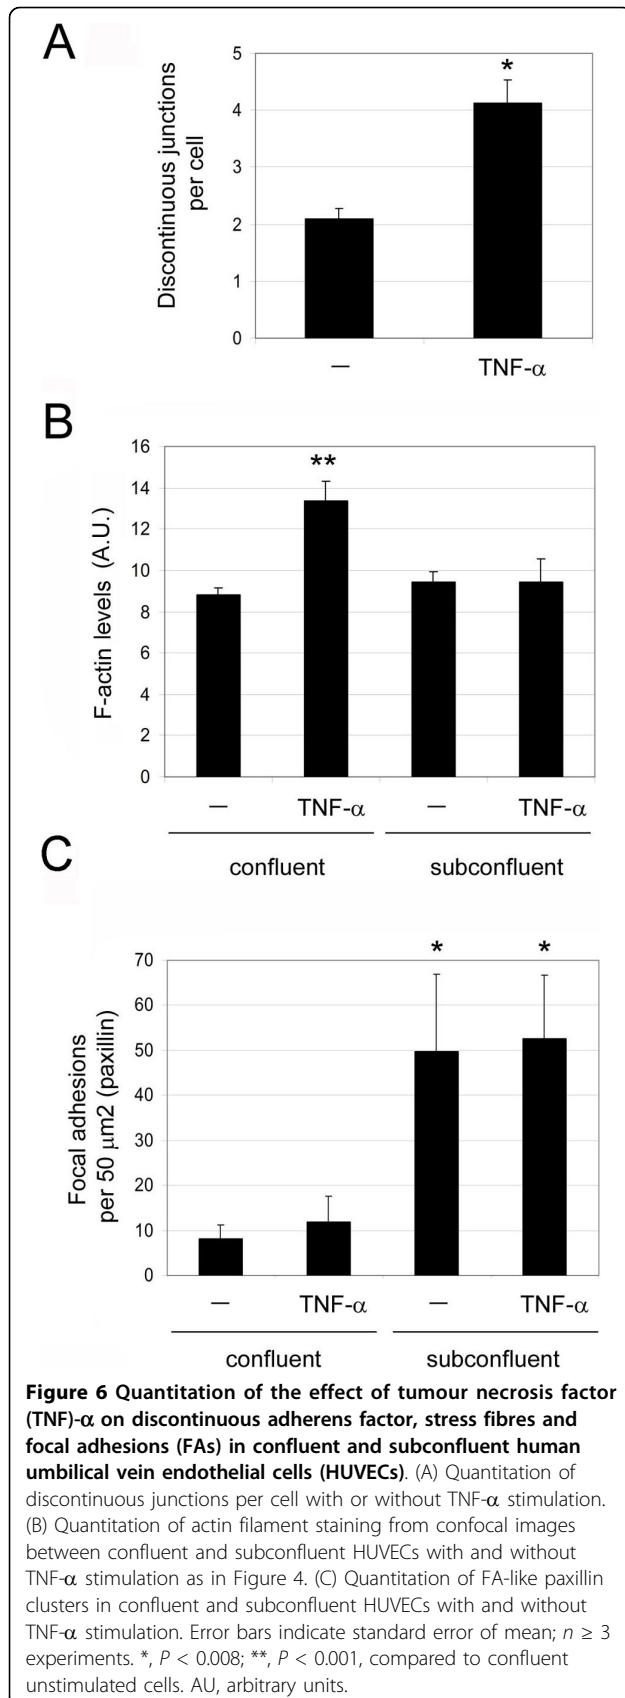 A
Discontinuous junctions
per cell
5
4
3
2
1
0
*
—
TNF-α
B
F-actin levels (A.U.)
16
14
12
10
8
6
4
2
0
**
— TNF-α — TNF-α
confluent subconfluent
C
Focal adhesions
per 50 μm2 (paxillin)
70
60
50
40
30
20
10
0
* *
— TNF-α — TNF-α
confluent subconfluent
Figure 6 Quantitation of the effect of tumour necrosis factor
(TNF)-α on discontinuous adherens factor, stress fibres and
focal adhesions (FAs) in confluent and subconfluent human
umbilical vein endothelial cells (HUVECs). (A) Quantitation of
discontinuous junctions per cell with or without TNF-α stimulation.
(B) Quantitation of actin filament staining from confocal images
between confluent and subconfluent HUVECs with and without
TNF-α stimulation as in Figure 4. (C) Quantitation of FA-like paxillin
clusters in confluent and subconfluent HUVECs with and without
TNF-α stimulation. Error bars indicate standard error of mean; n ≥ 3
experiments. *, P < 0.008; **, P < 0.001, compared to confluent
unstimulated cells. AU, arbitrary units.